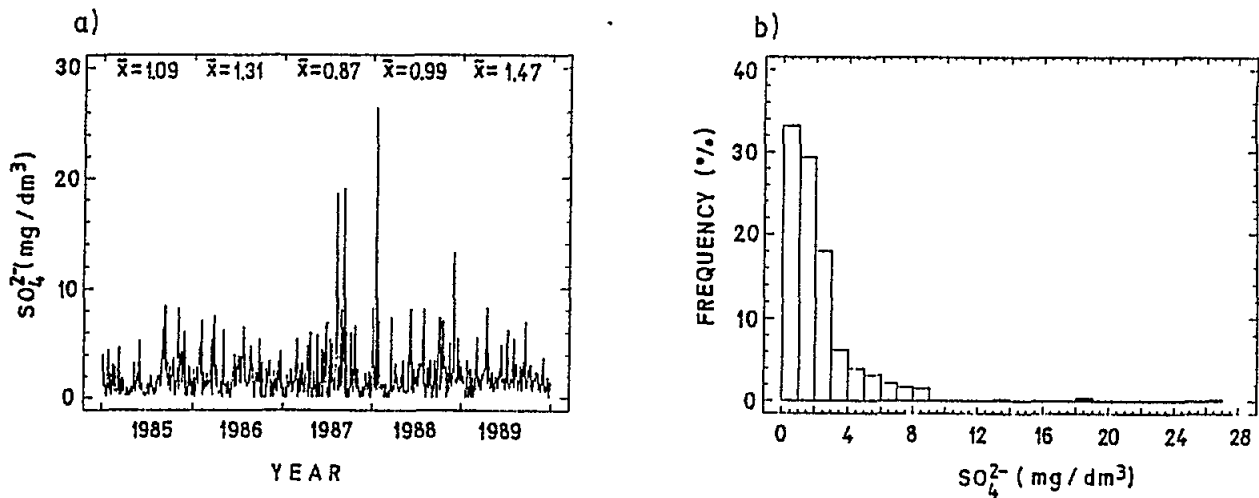 a)
x̄=1.09 x̄=1.31 x̄=0.87 x̄=0.99 x̄=1.47
30
20
10
0
SO₄²⁻(mg/dm³)
1985 1986 1987 1988 1989
YEAR
b)
40
30
20
10
0
FREQUENCY (%)
0 4 8 12 16 20 24 28
SO₄²⁻(mg/dm³)